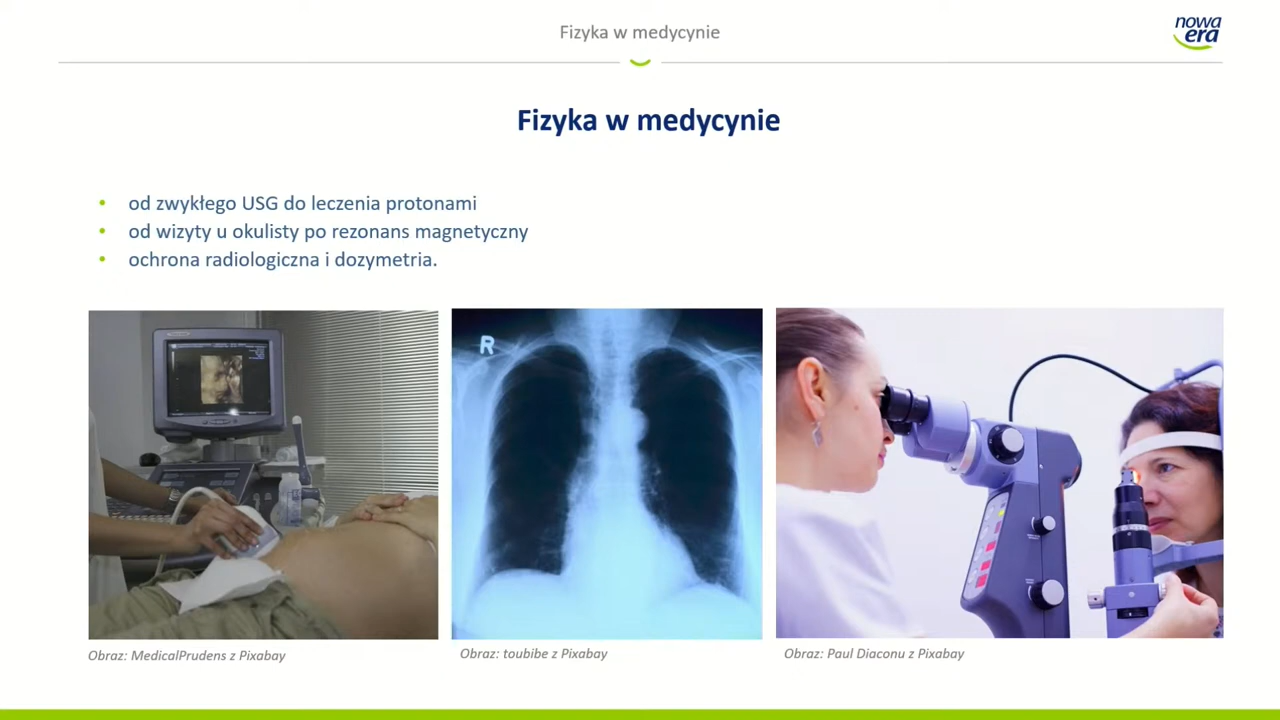 Fizyka w medycynie
nowa
era
Fizyka w medycynie
• od zwykłego USG do leczenia protonami
• od wizyty u okulisty po rezonans magnetyczny
• ochrona radiologiczna i dozymetria.
R
Obraz: MedicalPrudens z Pixabay
Obraz: toubibe z Pixabay
Obraz: Paul Diaconu z Pixabay